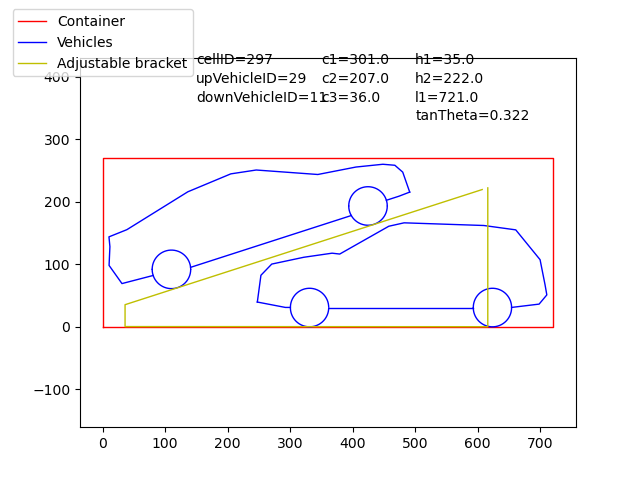 Container
Vehicles
Adjustable bracket
cellID=297 c1=301.0 h1=35.0
upVehicleID=29 c2=207.0 h2=222.0
downVehicleID=11 c3=36.0 l1=721.0
tanTheta=0.322
400
300
200
100
0
−100
0 100 200 300 400 500 600 700